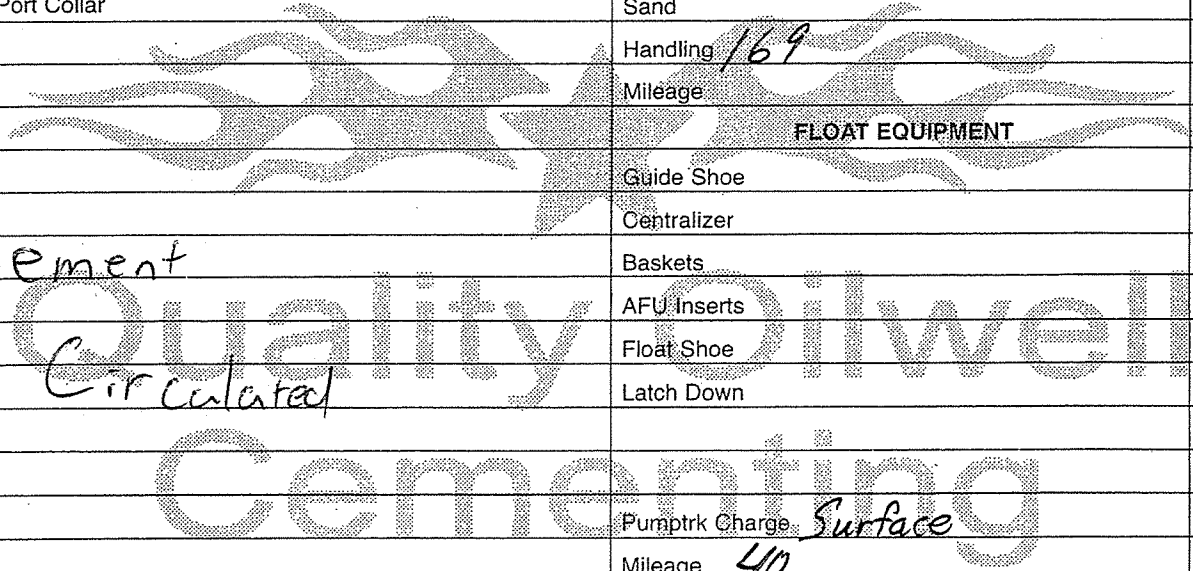 Port Collar
Sand
Handling 169
Mileage
FLOAT EQUIPMENT
Guide Shoe
Centralizer
ement
Baskets
AFU Inserts
Quality Oilwell
Float Shoe
Circulated
Latch Down
Cementing
Pumptrk Charge Surface
Mileage 40